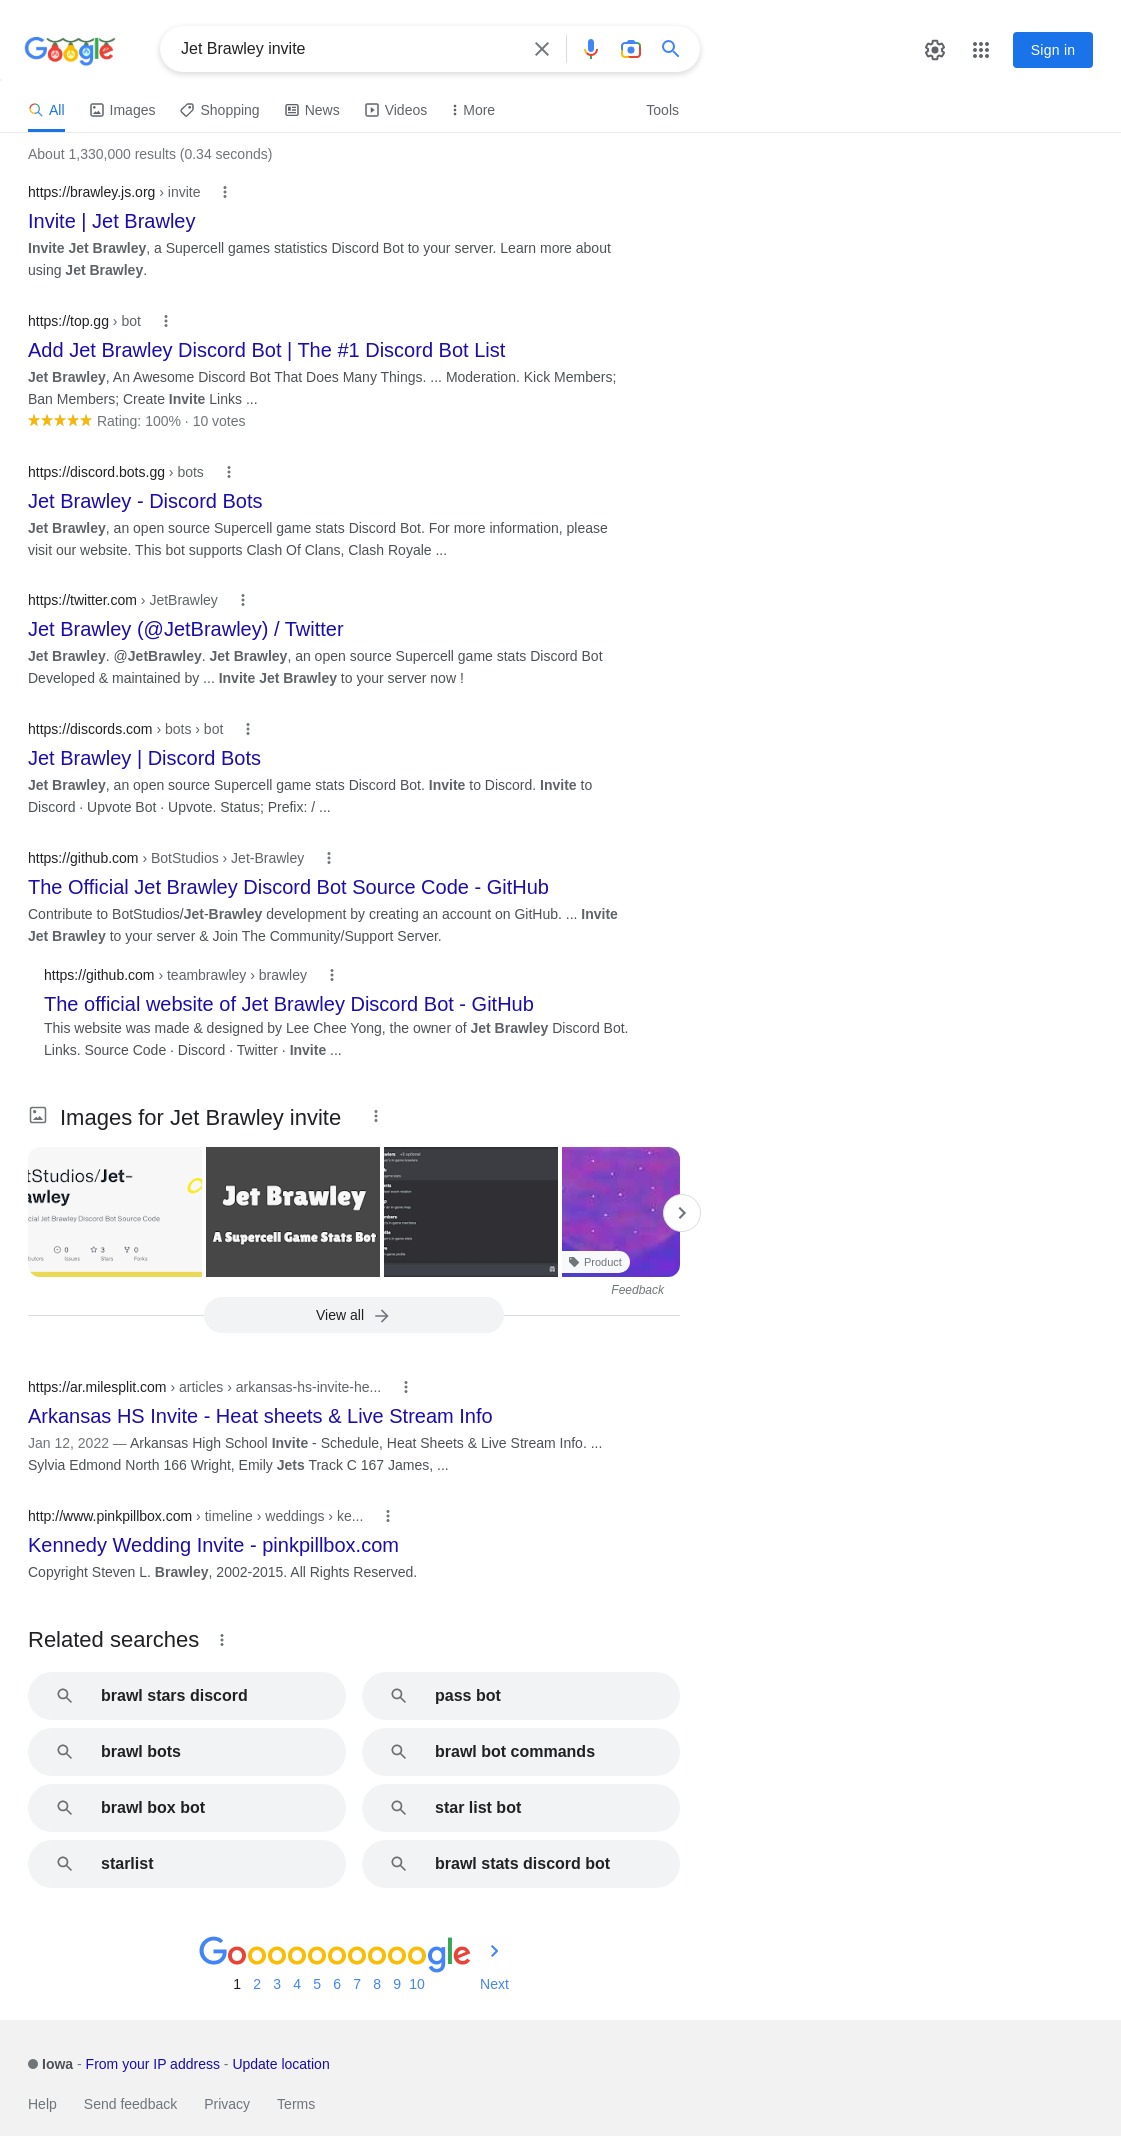 Google
Jet Brawley invite
Sign in
All
Images
Shopping
News
Videos
More
Tools
About 1,330,000 results (0.34 seconds)
https://brawley.js.org › invite
Invite | Jet Brawley
Invite Jet Brawley, a Supercell games statistics Discord Bot to your server. Learn more about
using Jet Brawley.
https://top.gg › bot
Add Jet Brawley Discord Bot | The #1 Discord Bot List
Jet Brawley, An Awesome Discord Bot That Does Many Things. ... Moderation. Kick Members;
Ban Members; Create Invite Links ...
Rating: 100% · 10 votes
https://discord.bots.gg › bots
Jet Brawley - Discord Bots
Jet Brawley, an open source Supercell game stats Discord Bot. For more information, please
visit our website. This bot supports Clash Of Clans, Clash Royale ...
https://twitter.com › JetBrawley
Jet Brawley (@JetBrawley) / Twitter
Jet Brawley. @JetBrawley. Jet Brawley, an open source Supercell game stats Discord Bot
Developed & maintained by ... Invite Jet Brawley to your server now !
https://discords.com › bots › bot
Jet Brawley | Discord Bots
Jet Brawley, an open source Supercell game stats Discord Bot. Invite to Discord. Invite to
Discord · Upvote Bot · Upvote. Status; Prefix: / ...
https://github.com › BotStudios › Jet-Brawley
The Official Jet Brawley Discord Bot Source Code - GitHub
Contribute to BotStudios/Jet-Brawley development by creating an account on GitHub. ... Invite
Jet Brawley to your server & Join The Community/Support Server.
https://github.com › teambrawley › brawley
The official website of Jet Brawley Discord Bot - GitHub
This website was made & designed by Lee Chee Yong, the owner of Jet Brawley Discord Bot.
Links. Source Code · Discord · Twitter · Invite ...
Images for Jet Brawley invite
tStudios/Jet-
awley
cial Jet Brawley Discord Bot Source Code
0 3 0
Issues Stars Forks
Jet Brawley
A Supercell Game Stats Bot
Product
Feedback
View all
https://ar.milesplit.com › articles › arkansas-hs-invite-he...
Arkansas HS Invite - Heat sheets & Live Stream Info
Jan 12, 2022 — Arkansas High School Invite - Schedule, Heat Sheets & Live Stream Info. ...
Sylvia Edmond North 166 Wright, Emily Jets Track C 167 James, ...
http://www.pinkpillbox.com › timeline › weddings › ke...
Kennedy Wedding Invite - pinkpillbox.com
Copyright Steven L. Brawley, 2002-2015. All Rights Reserved.
Related searches
brawl stars discord
pass bot
brawl bots
brawl bot commands
brawl box bot
star list bot
starlist
brawl stats discord bot
Goooooooooogle
1 2 3 4 5 6 7 8 9 10 Next
Iowa - From your IP address - Update location
Help Send feedback Privacy Terms